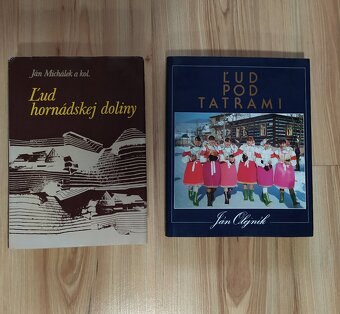 Ján Michálek a kol.
Ľud
hornádskej doliny
ĽUD
POD
TATRAMI
Ján Olejník